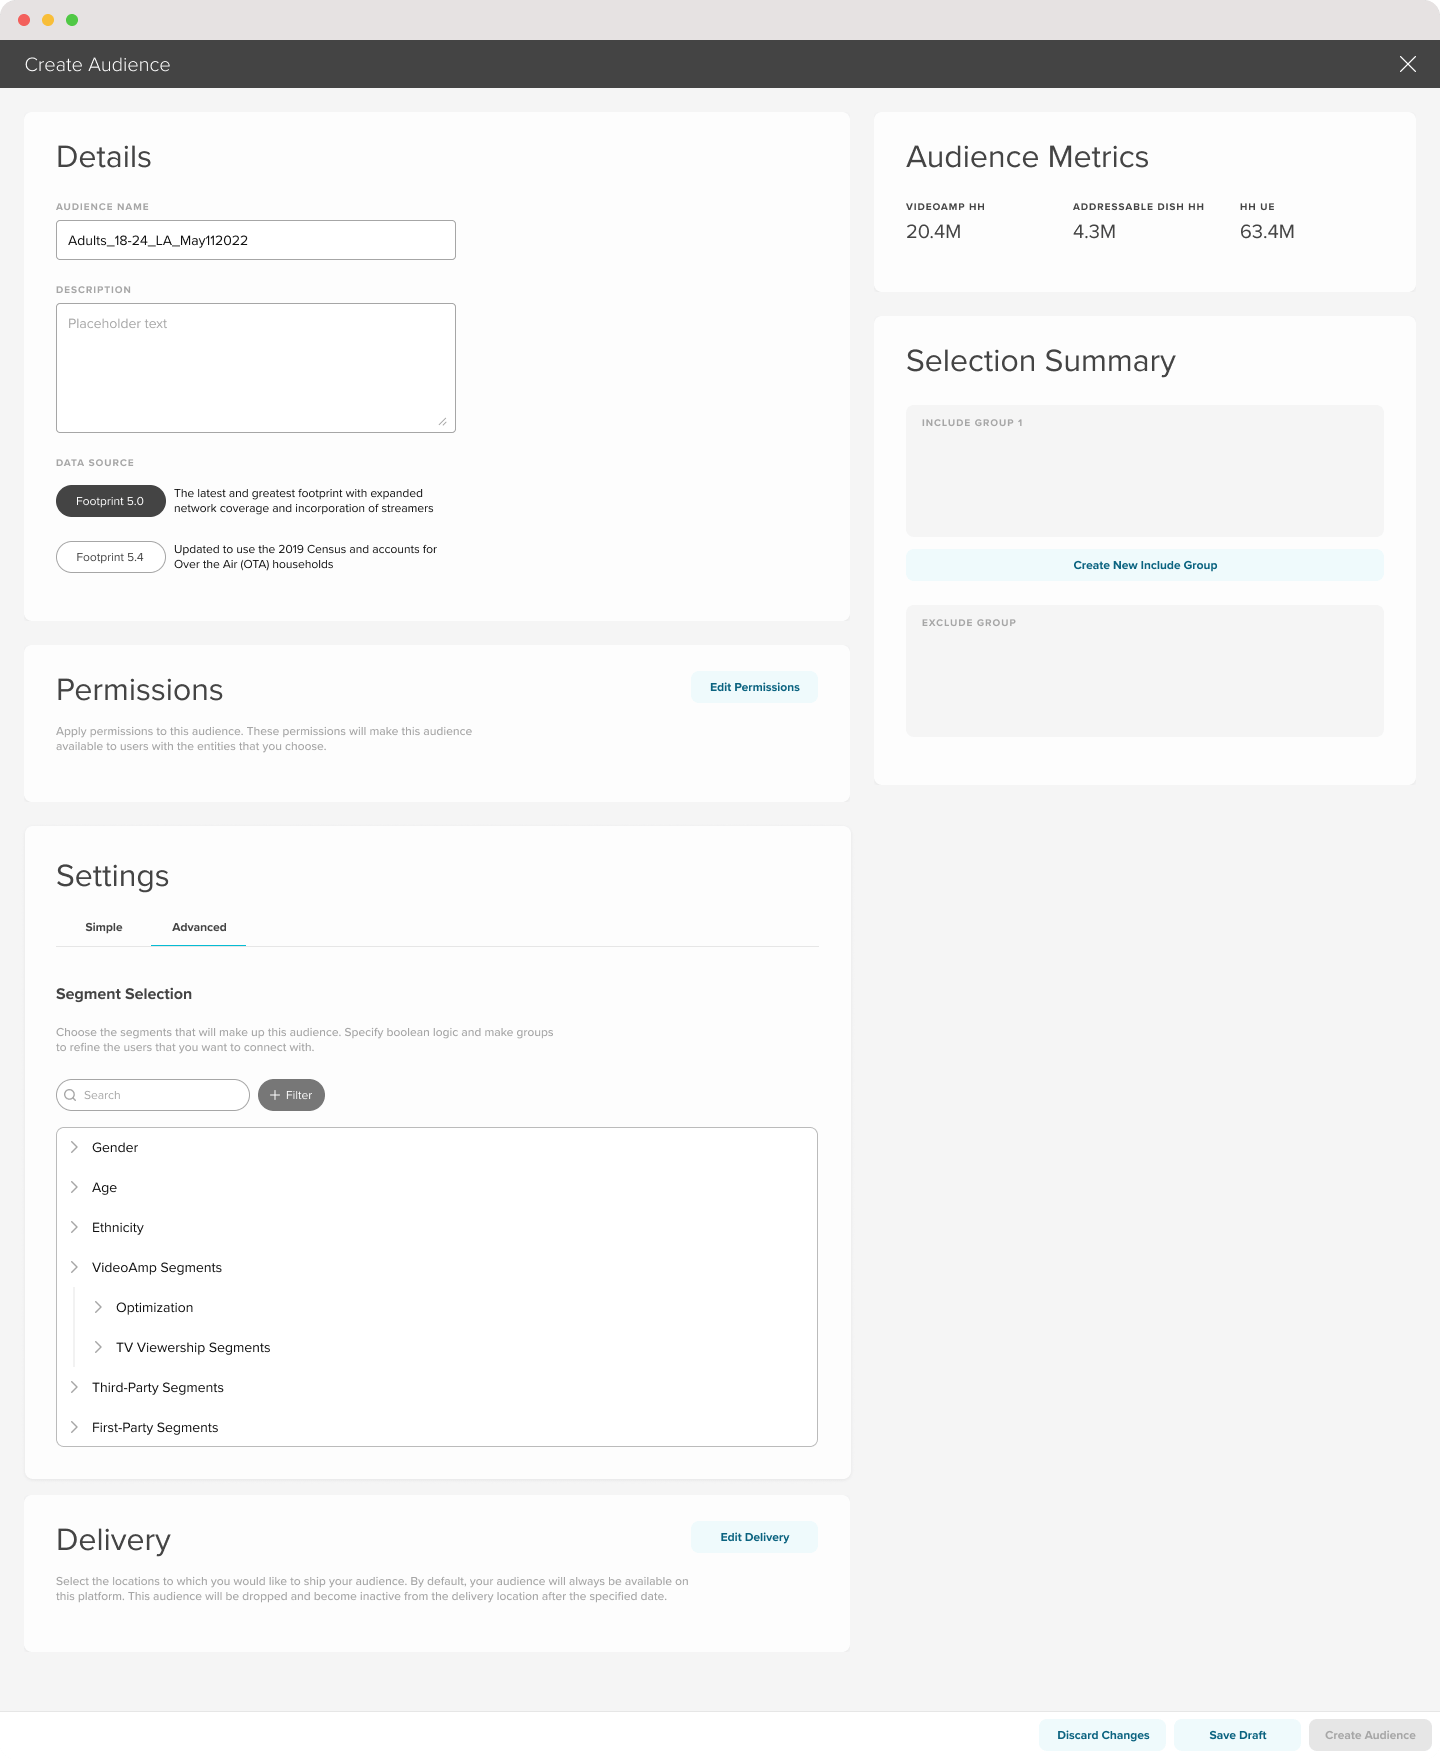 Create Audience
Details
AUDIENCE NAME
Adults_18-24_LA_May112022
DESCRIPTION
Placeholder text
DATA SOURCE
Footprint 5.0
The latest and greatest footprint with expanded
network coverage and incorporation of streamers
Footprint 5.4
Updated to use the 2019 Census and accounts for
Over the Air (OTA) households
Permissions
Edit Permissions
Apply permissions to this audience. These permissions will make this audience
available to users with the entities that you choose.
Settings
Simple
Advanced
Segment Selection
Choose the segments that will make up this audience. Specify boolean logic and make groups
to refine the users that you want to connect with.
Search
+ Filter
Gender
Age
Ethnicity
VideoAmp Segments
Optimization
TV Viewership Segments
Third-Party Segments
First-Party Segments
Delivery
Edit Delivery
Select the locations to which you would like to ship your audience. By default, your audience will always be available on
this platform. This audience will be dropped and become inactive from the delivery location after the specified date.
Audience Metrics
VIDEOAMP HH
20.4M
ADDRESSABLE DISH HH
4.3M
HH UE
63.4M
Selection Summary
INCLUDE GROUP 1
Create New Include Group
EXCLUDE GROUP
Discard Changes
Save Draft
Create Audience